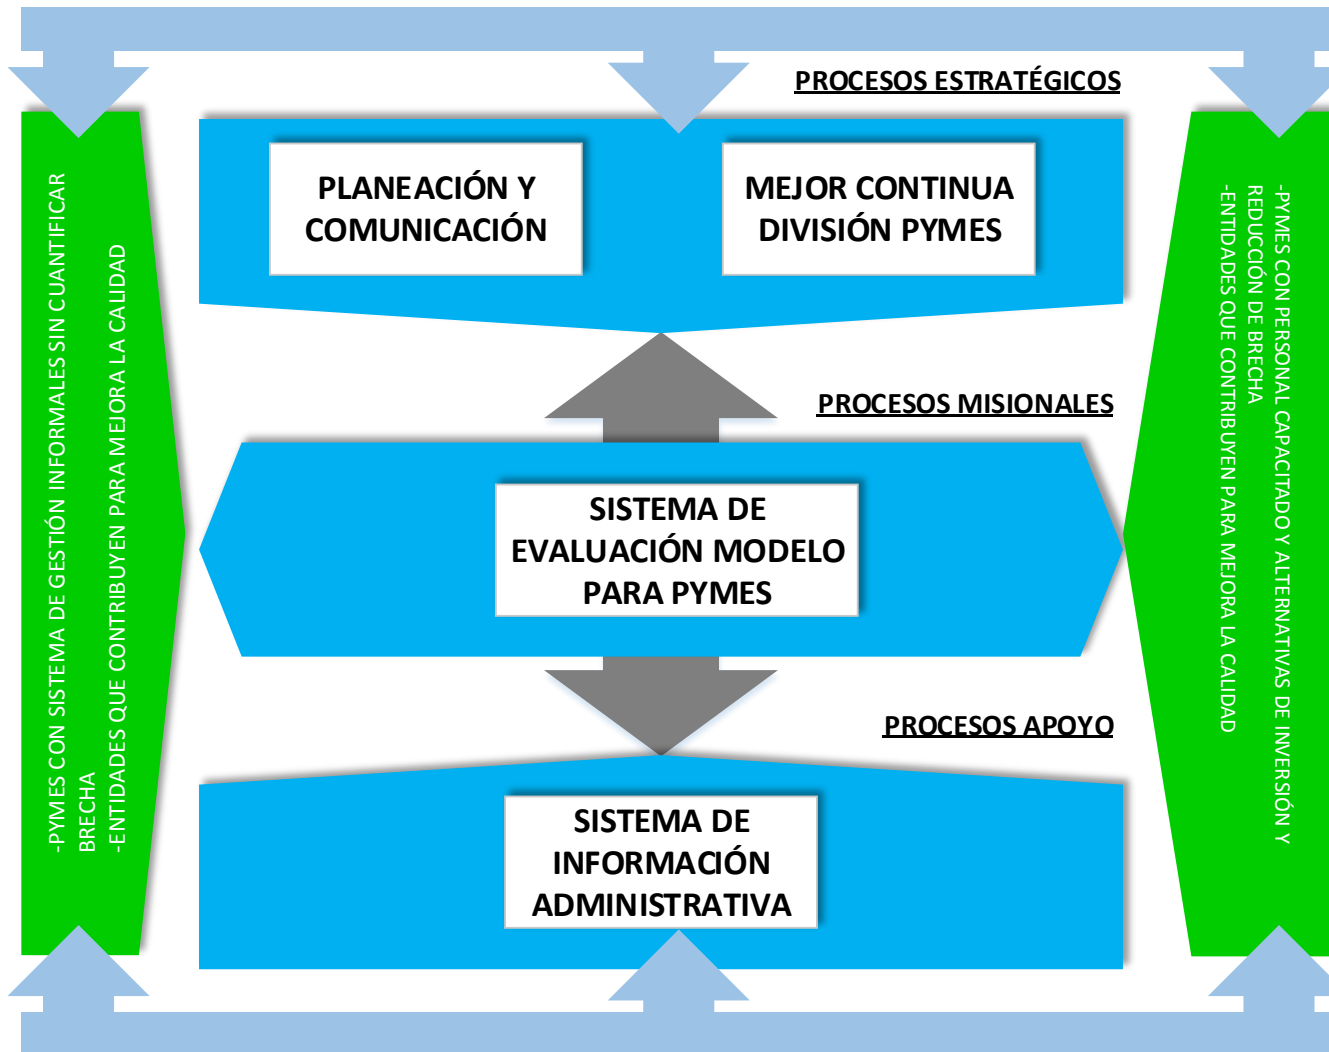 PROCESOS ESTRATÉGICOS
PLANEACIÓN Y
COMUNICACIÓN
MEJOR CONTINUA
DIVISIÓN PYMES
-PYMES CON SISTEMA DE GESTIÓN INFORMALES SIN CUANTIFICAR
BRECHA
-ENTIDADES QUE CONTRIBUYEN PARA MEJORA LA CALIDAD
PROCESOS MISIONALES
SISTEMA DE
EVALUACIÓN MODELO
PARA PYMES
-PYMES CON PERSONAL CAPACITADO Y ALTERNATIVAS DE INVERSIÓN Y
REDUCCIÓN DE BRECHA
-ENTIDADES QUE CONTRIBUYEN PARA MEJORA LA CALIDAD
PROCESOS APOYO
SISTEMA DE
INFORMACIÓN
ADMINISTRATIVA